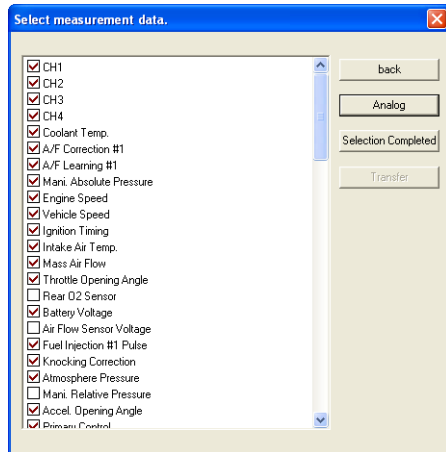 Select measurement data.
CH1
CH2
CH3
CH4
Coolant Temp.
A/F Correction #1
A/F Learning #1
Mani. Absolute Pressure
Engine Speed
Vehicle Speed
Ignition Timing
Intake Air Temp.
Mass Air Flow
Throttle Opening Angle
Rear O2 Sensor
Battery Voltage
Air Flow Sensor Voltage
Fuel Injection #1 Pulse
Knocking Correction
Atmosphere Pressure
Mani. Relative Pressure
Accel. Opening Angle
Primary Control
back
Analog
Selection Completed
Transfer